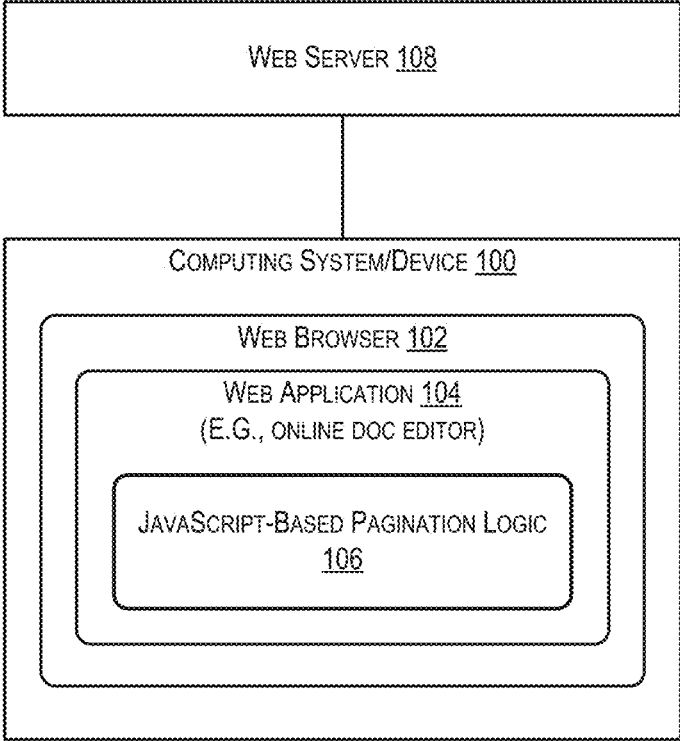 WEB SERVER 108
COMPUTING SYSTEM/DEVICE 100
WEB BROWSER 102
WEB APPLICATION 104
(E.G., ONLINE DOC EDITOR)
JAVASCRIPT-BASED PAGINATION LOGIC
106